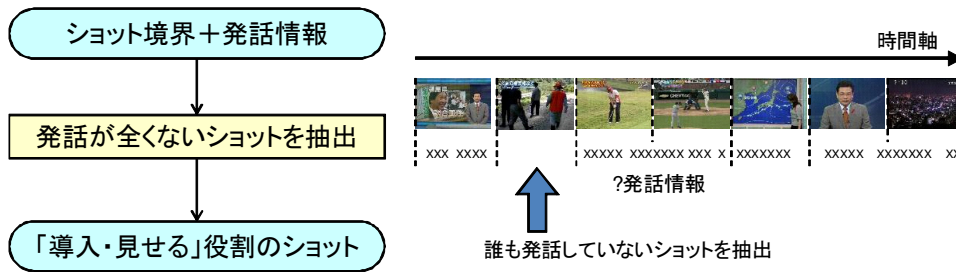 ショット境界＋発話情報
発話が全くないショットを抽出
「導入・見せる」役割のショット
時間軸
xxx xxxx
xxxxx xxxxxxx xxx x
xxxxxxx
xxxxx
xxxxxxx
xx
?発話情報
誰も発話していないショットを抽出